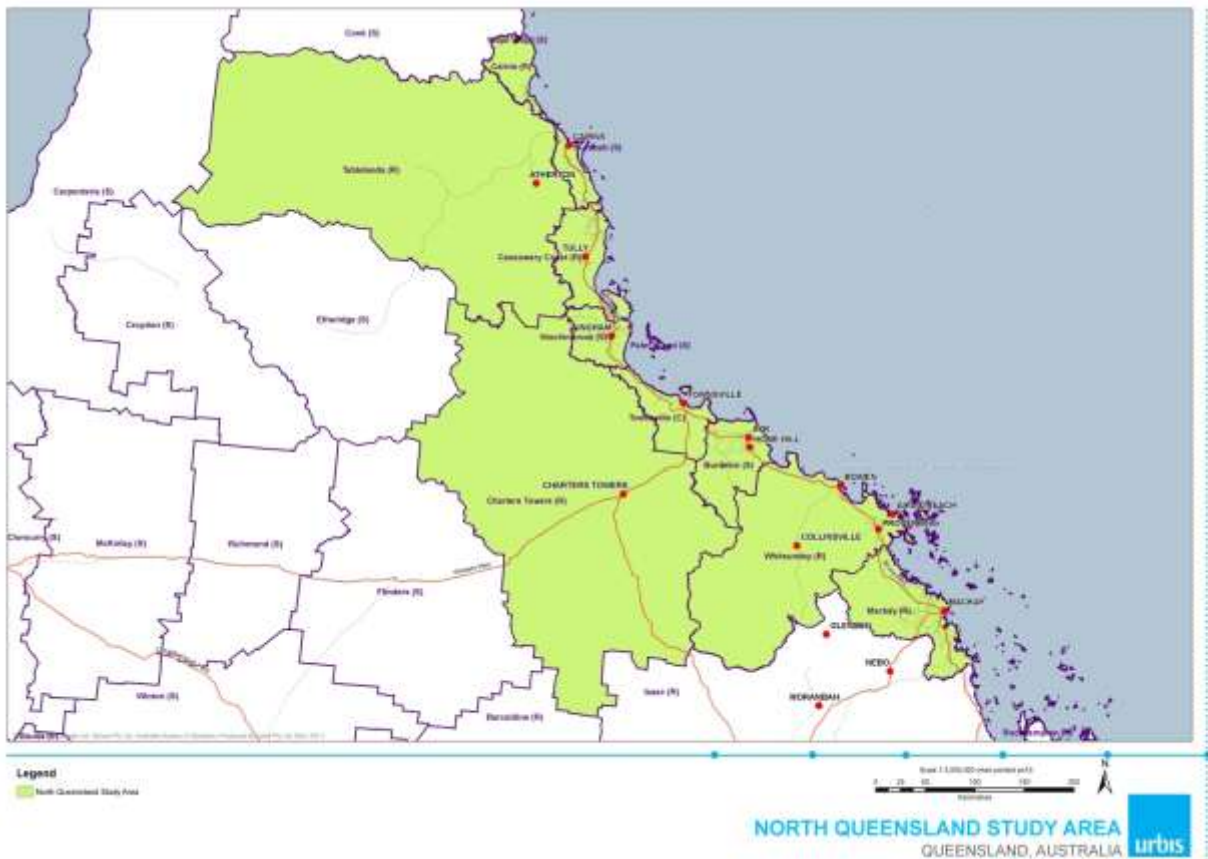 Cook (S)
Cairns (R)
CAIRNS
Tablelands (R)
ATHERTON
Carpentaria (S)
TULLY
Cassowary Coast (R)
Croydon (S)
Etheridge (S)
INGHAM
Hinchinbrook (S)
TOWNSVILLE
Townsville (C)
AYR
HOME HILL
Burdekin (S)
CHARTERS TOWERS
Charters Towers (R)
BOWEN
COLLINSVILLE
Whitsunday (R)
McKinlay (S)
Richmond (S)
Flinders (S)
Mackay (R)
MACKAY
GLENDEN
NEBO
Isaac (R)
MORANBAH
Winton (S)
Barcaldine (R)
Legend
North Queensland Study Area
Kilometres
N
NORTH QUEENSLAND STUDY AREA
QUEENSLAND, AUSTRALIA
urbis